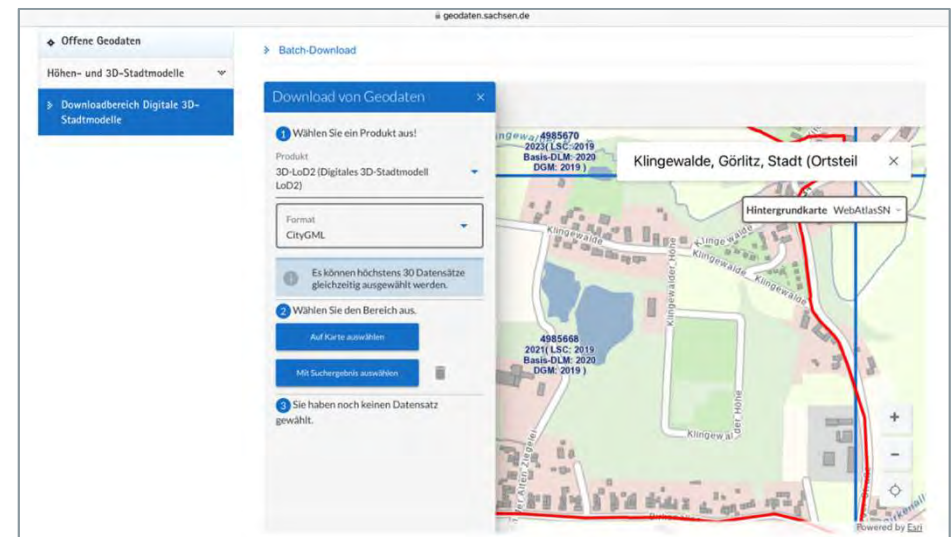 geodaten.sachsen.de
Offene Geodaten
Höhen- und 3D-Stadtmodelle
Downloadbereich Digitale 3D-
Stadtmodelle
Batch-Download
Download von Geodaten
1 Wählen Sie ein Produkt aus!
Produkt
3D-LoD2 (Digitales 3D-Stadtmodell
LoD2)
Format
CityGML
Es können höchstens 30 Datensätze
gleichzeitig ausgewählt werden.
2 Wählen Sie den Bereich aus.
Auf Karte auswählen
Mit Suchergebnis auswählen
3 Sie haben noch keinen Datensatz
gewählt.
4985670
2023( LSC: 2019
Basis-DLM: 2020
DGM: 2019 )
Klingewalde, Görlitz, Stadt (Ortsteil
Hintergrundkarte WebAtlasSN
Klingewalde
Klingewalde
Klingewalde
Klingewalde
Klingewalder Höhe
4985668
2021( LSC: 2019
Basis-DLM: 2020
DGM: 2019 )
Klingewalder Höhe
Alten Ziegelei
Powered by Esri